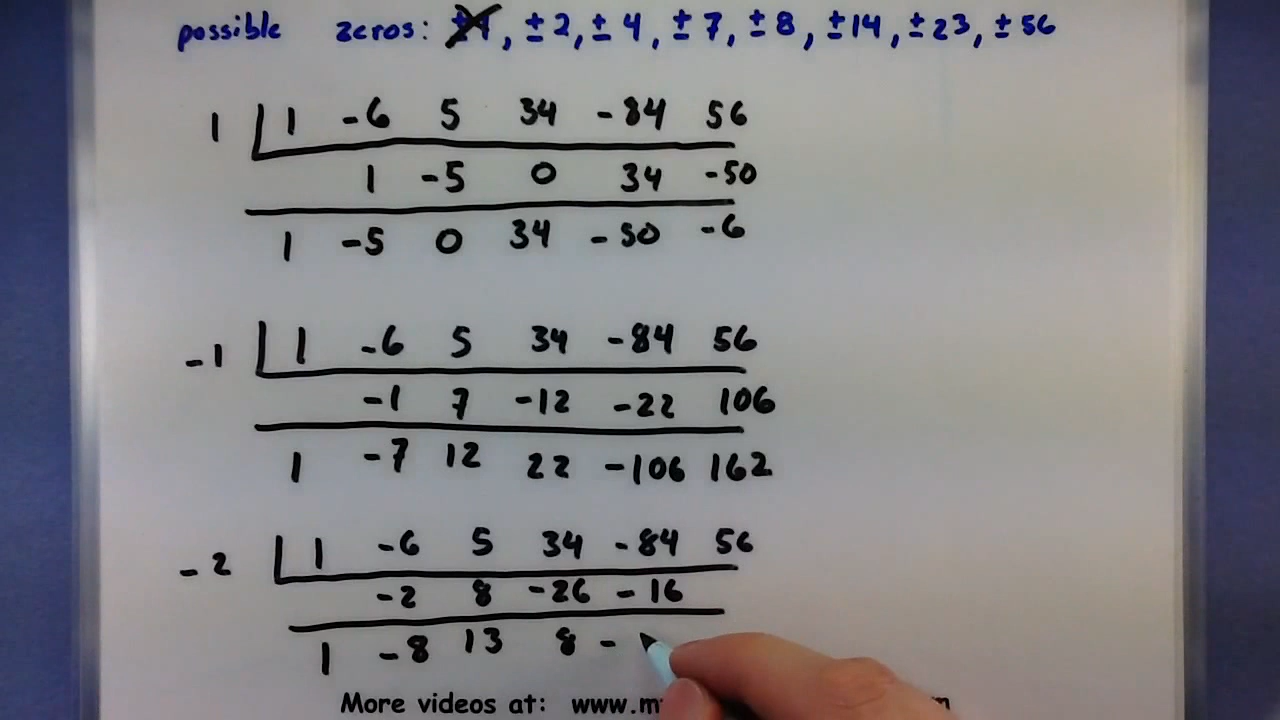 possible zeros: ±1, ±2, ±4, ±7, ±8, ±14, ±23, ±56
1 | 1 -6 5 34 -84 56
1 -5 0 34 -50
1 -5 0 34 -50 -6
-1 | 1 -6 5 34 -84 56
-1 7 -12 -22 106
1 -7 12 22 -106 162
-2 | 1 -6 5 34 -84 56
-2 8 -26 -16
1 -8 13 8 -
More videos at: www.m